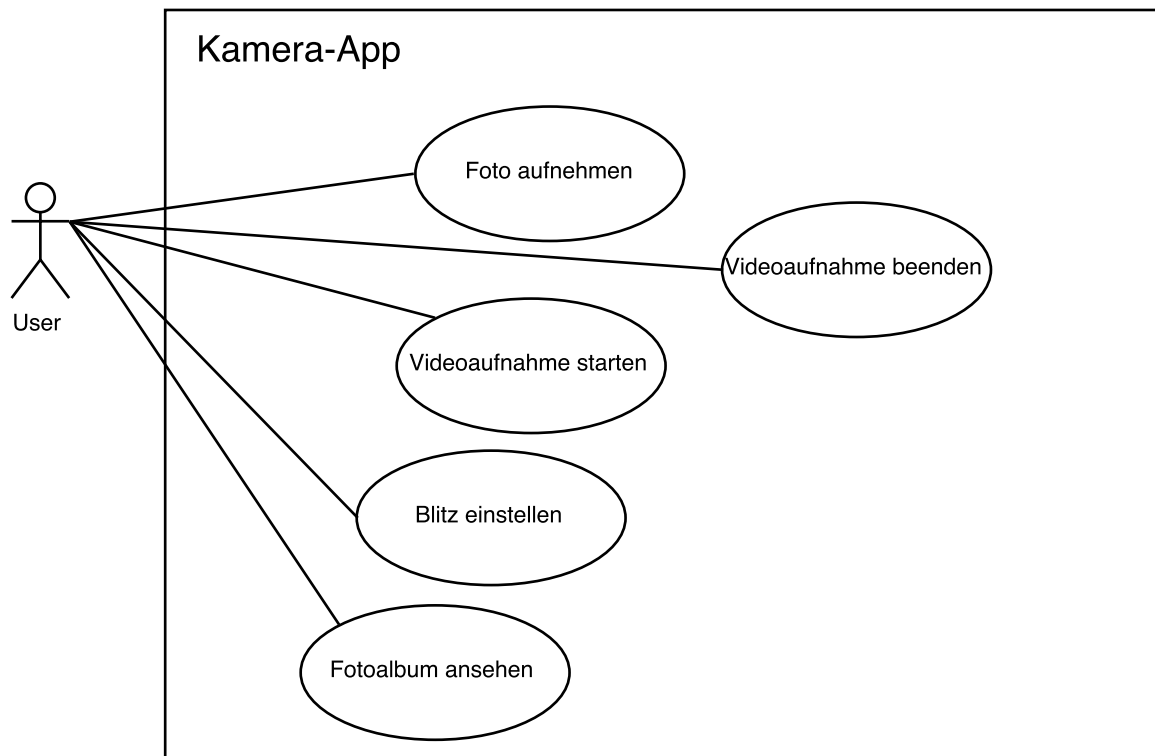 Kamera-App
Foto aufnehmen
Videoaufnahme beenden
User
Videoaufnahme starten
Blitz einstellen
Fotoalbum ansehen